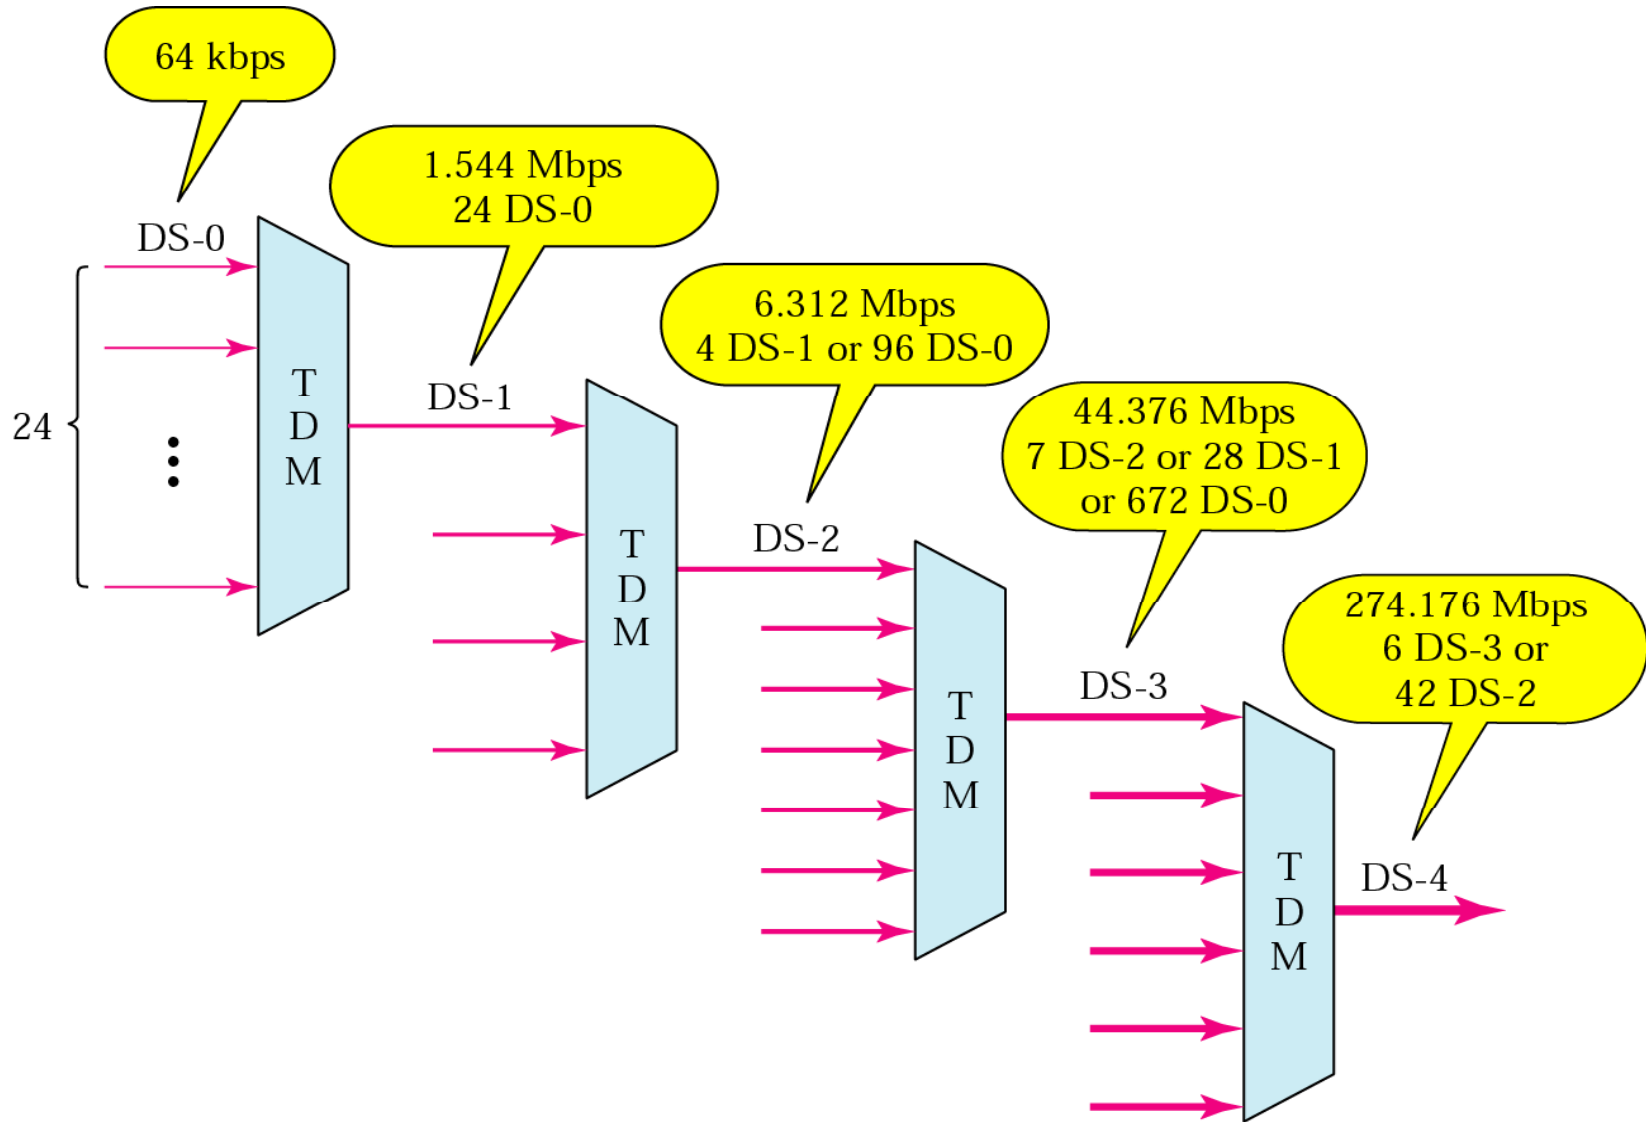 64 kbps
1.544 Mbps
24 DS-0
DS-0
6.312 Mbps
4 DS-1 or 96 DS-0
DS-1
44.376 Mbps
7 DS-2 or 28 DS-1
or 672 DS-0
24
T
D
M
DS-2
T
D
M
274.176 Mbps
6 DS-3 or
42 DS-2
DS-3
T
D
M
DS-4
T
D
M